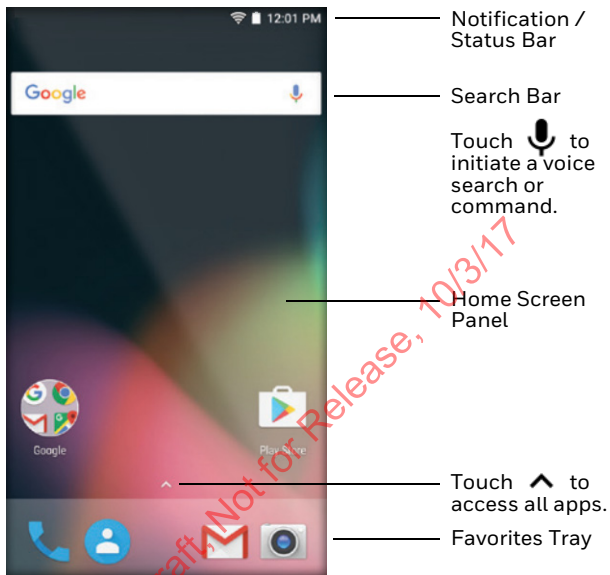 12:01 PM
Notification /
Status Bar
Google
Search Bar
Touch to
initiate a voice
search or
command.
Home Screen
Panel
Google
Play Store
Touch to
access all apps.
Favorites Tray
raft, Not for Release, 10/3/17